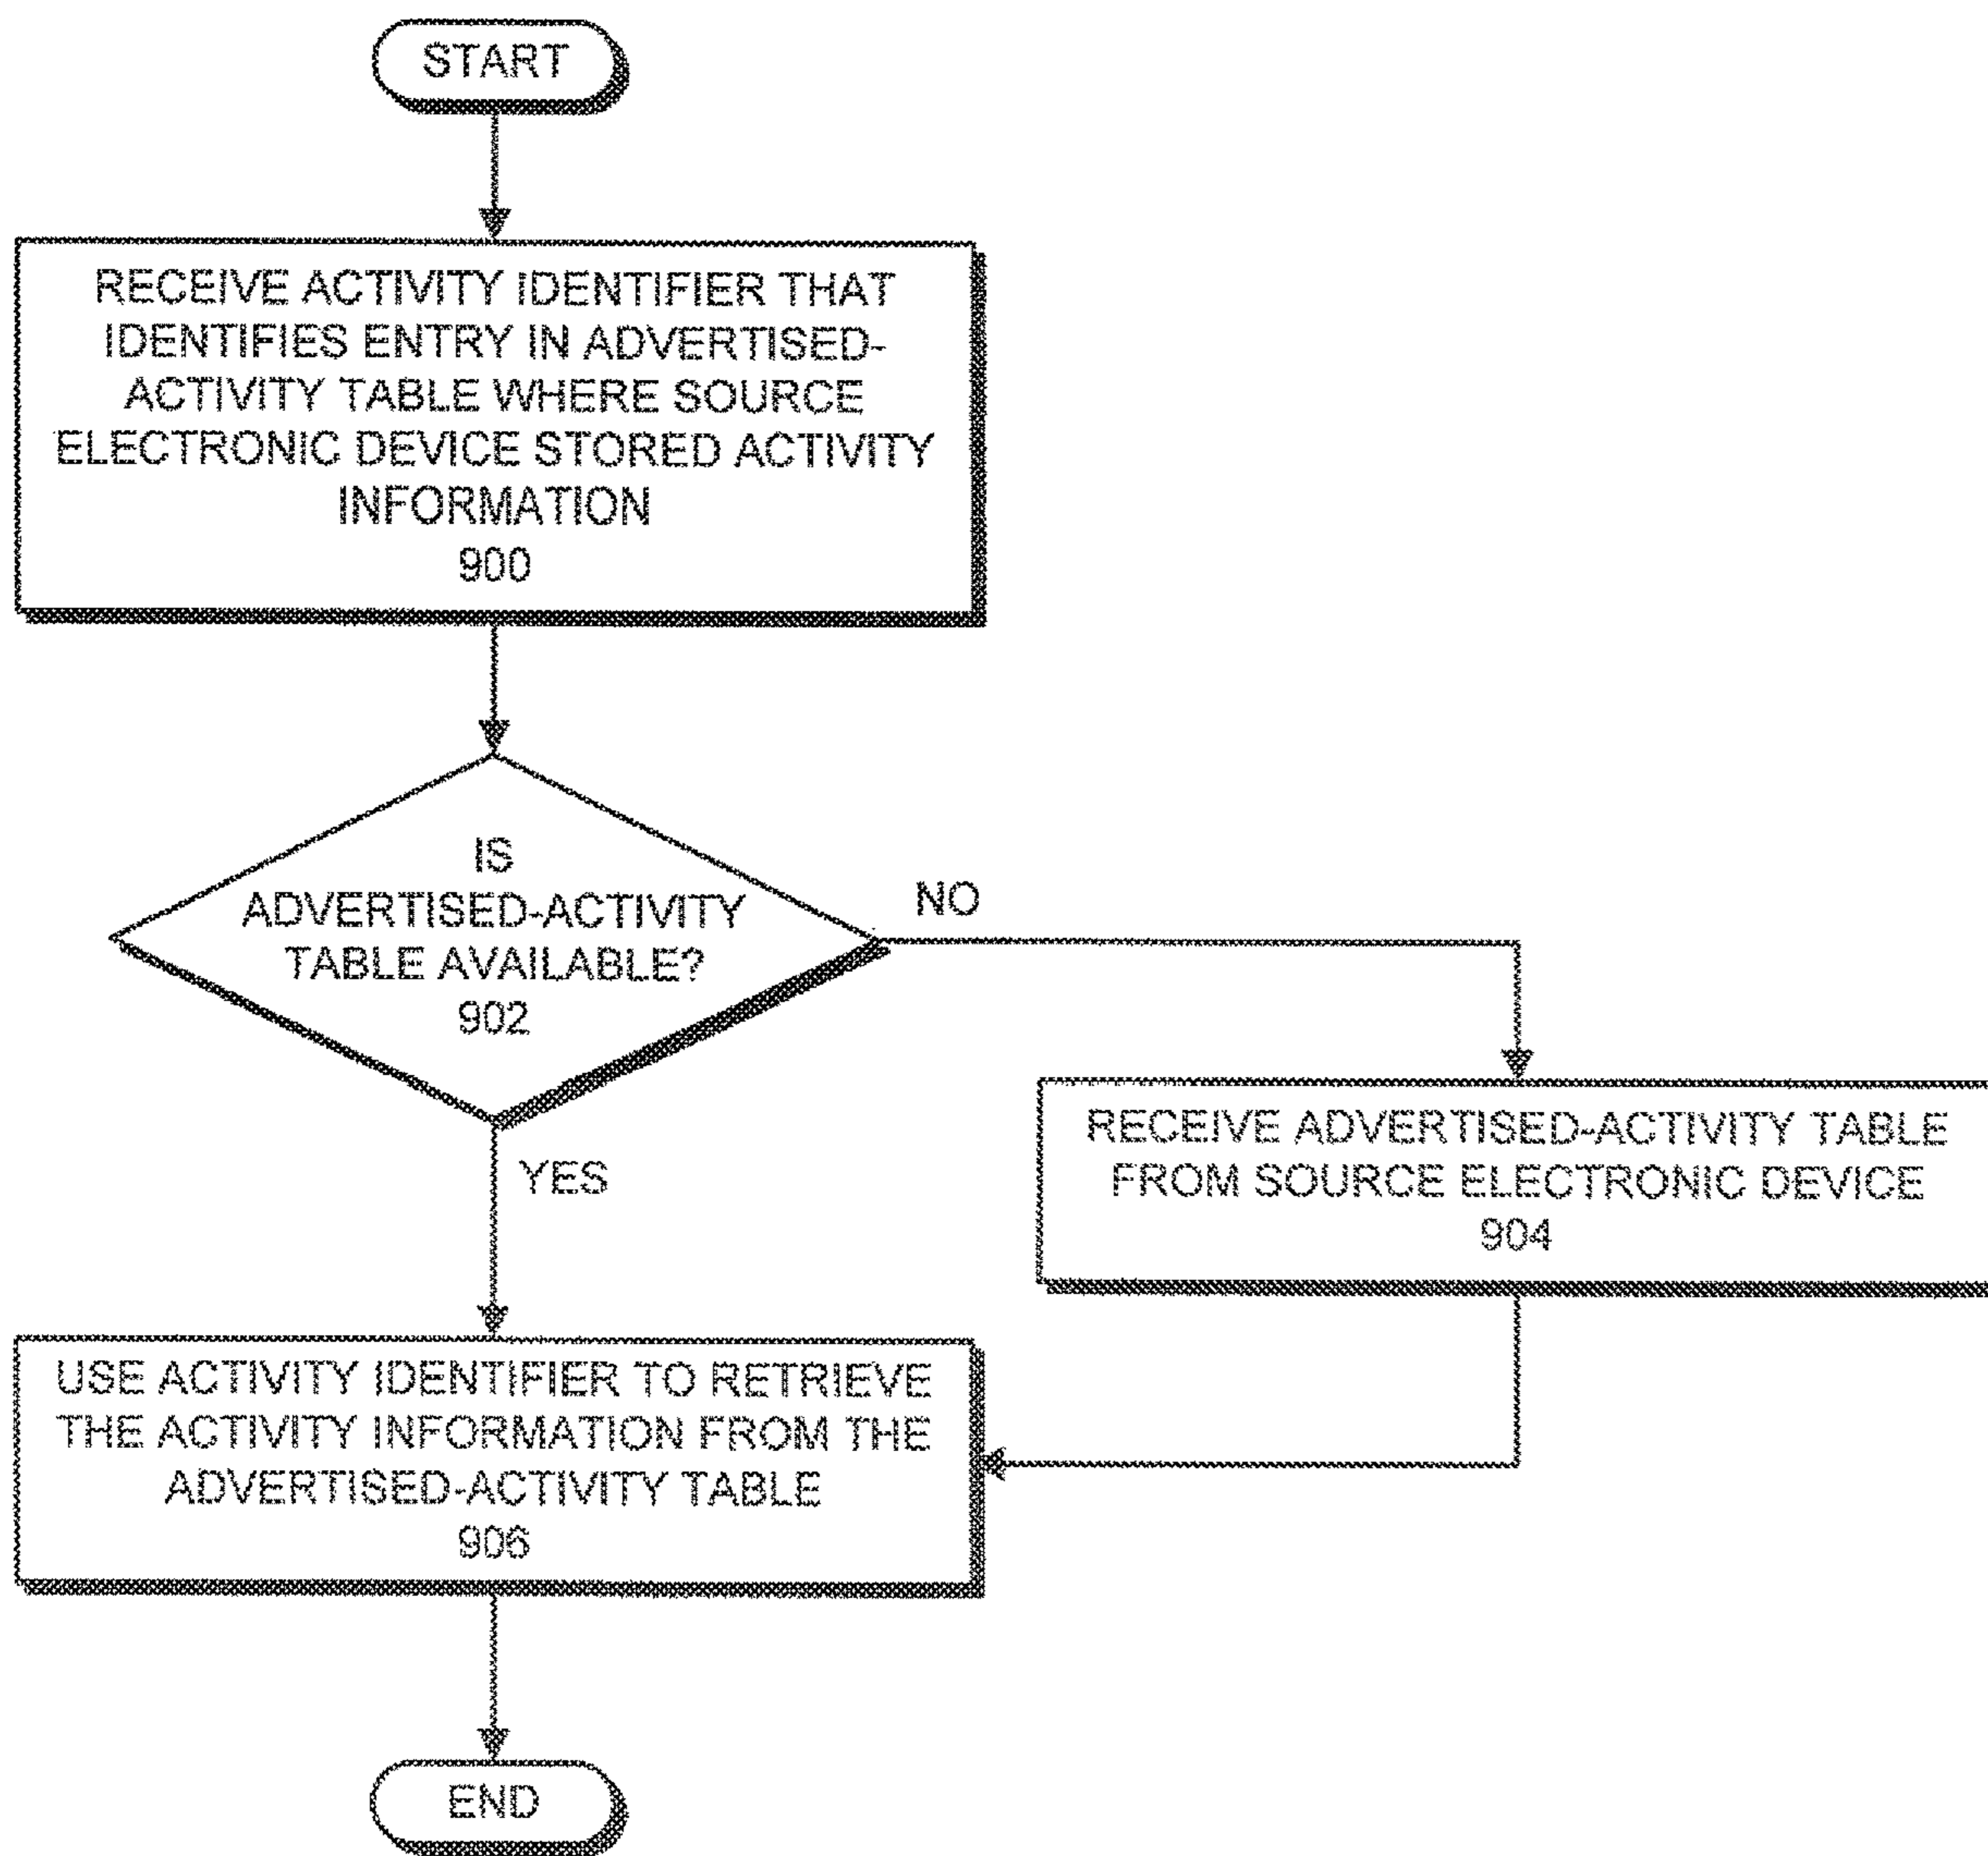 START
RECEIVE ACTIVITY IDENTIFIER THAT
IDENTIFIES ENTRY IN ADVERTISED-
ACTIVITY TABLE WHERE SOURCE
ELECTRONIC DEVICE STORED ACTIVITY
INFORMATION
900
IS
ADVERTISED-ACTIVITY
TABLE AVAILABLE?
902
NO
YES
RECEIVE ADVERTISED-ACTIVITY TABLE
FROM SOURCE ELECTRONIC DEVICE
904
USE ACTIVITY IDENTIFIER TO RETRIEVE
THE ACTIVITY INFORMATION FROM THE
ADVERTISED-ACTIVITY TABLE
906
END